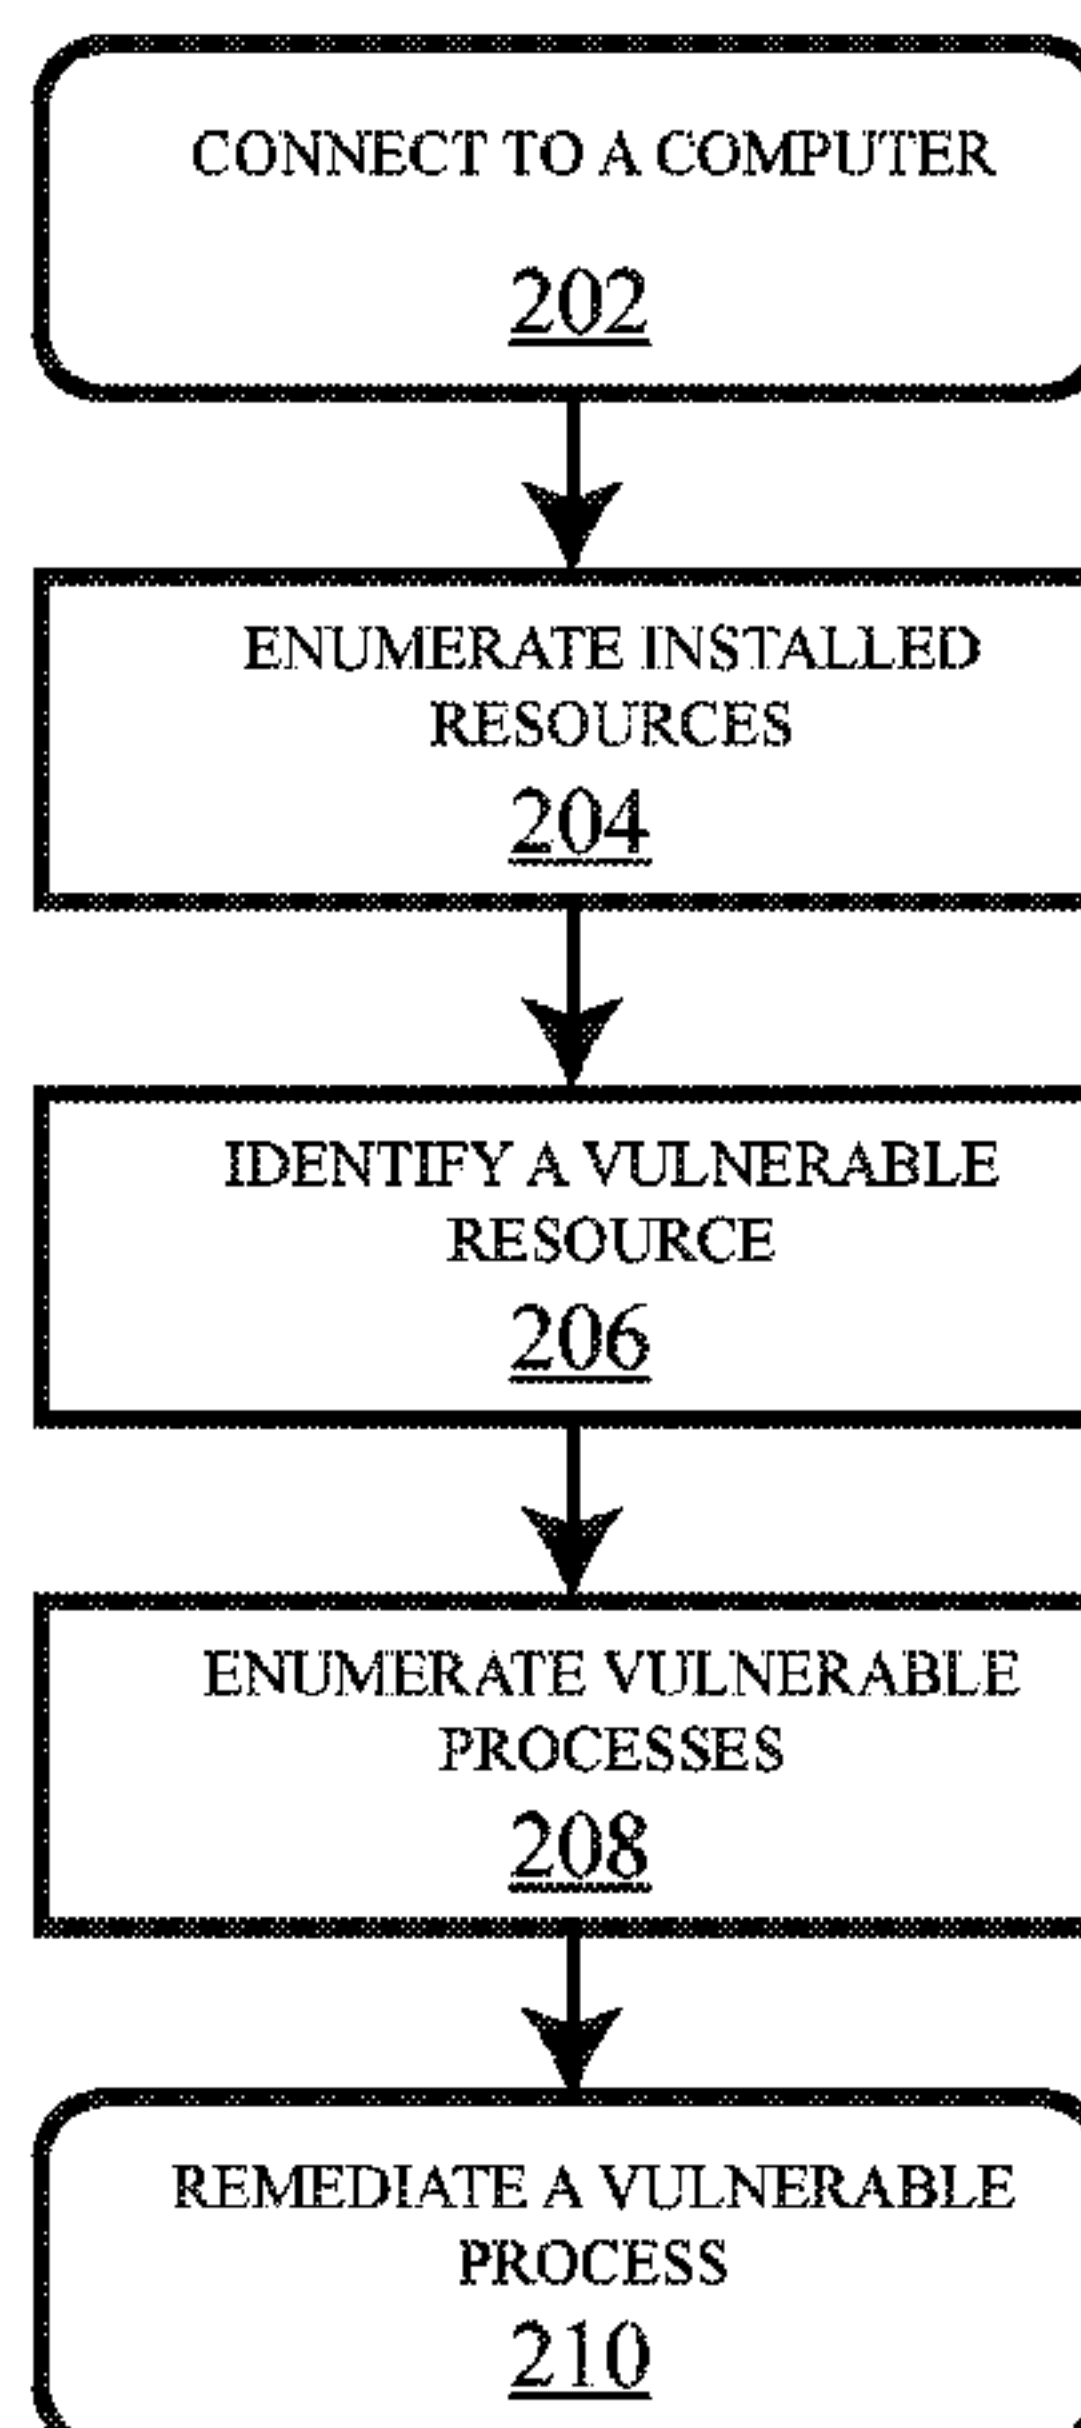 CONNECT TO A COMPUTER
202
ENUMERATE INSTALLED
RESOURCES
204
IDENTIFY A VULNERABLE
RESOURCE
206
ENUMERATE VULNERABLE
PROCESSES
208
REMEDIATE A VULNERABLE
PROCESS
210